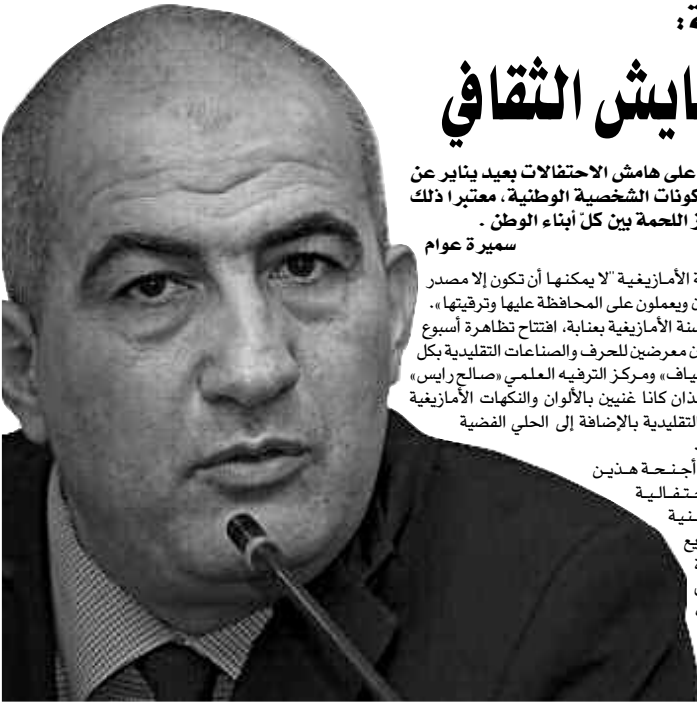 ة:
ايش الثقافي
على هامش الاحتفالات بعيد يناير عن
كونات الشخصية الوطنية، معتبرا ذلك
ز اللحمة بين كلّ أبناء الوطن .
سميرة عوام
ة الأمازيغية "لا يمكنها أن تكون إلا مصدر
ن ويعملون على المحافظة عليها وترقيتها».
سنة الأمازيغية بعنابة، افتتاح تظاهرة أسبوع
ن معرضين للحرف والصناعات التقليدية بكل
ياف» ومركز الترفيه العلمي «صالح رايس»
ذان كانا غنيين بالألوان والنكهات الأمازيغية
لتقليدية بالإضافة إلى الحلي الفضية
أجنحة هذين
حتفالية
نية
يع
ة